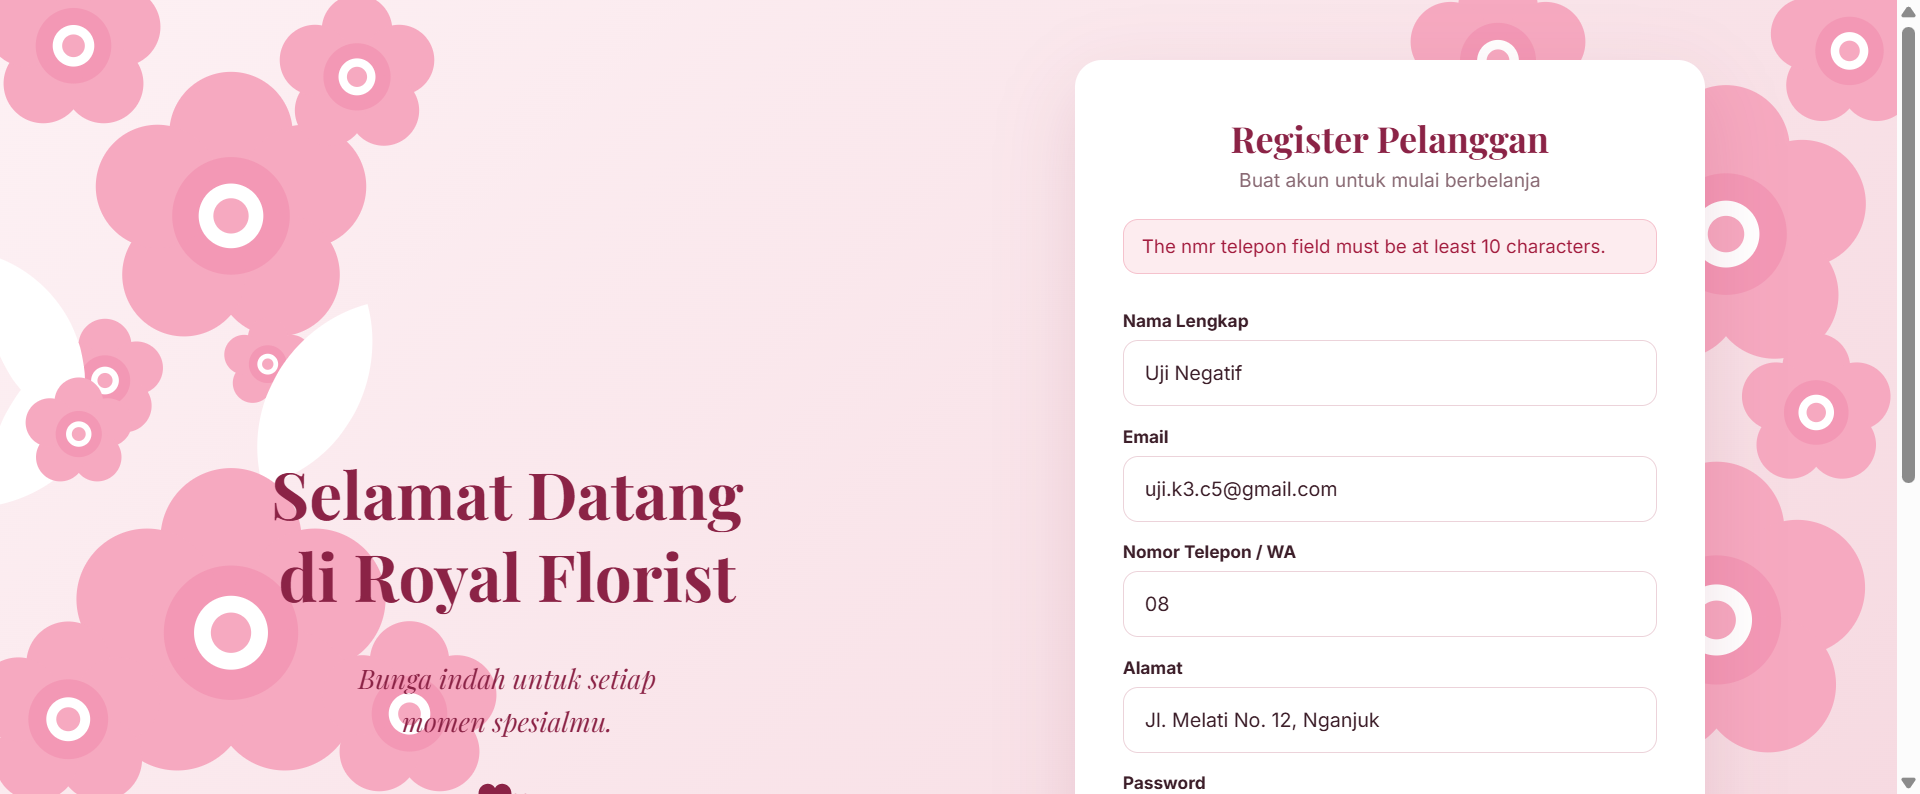 Selamat Datang
di Royal Florist
Bunga indah untuk setiap
momen spesialmu.
Register Pelanggan
Buat akun untuk mulai berbelanja
The nmr telepon field must be at least 10 characters.
Nama Lengkap
Uji Negatif
Email
uji.k3.c5@gmail.com
Nomor Telepon / WA
08
Alamat
Jl. Melati No. 12, Nganjuk
Password